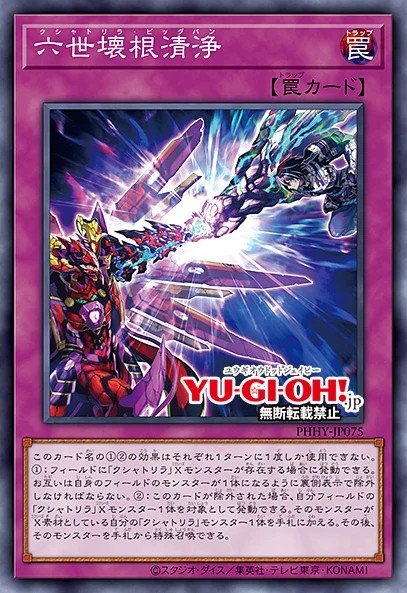 クシャトリラ・ビッグバン
六世壊根清浄
トラップ
罠
トラップ
【罠カード】
ユウギオウドットジェイピー
YU-GI-OH!.jp
無断転載禁止
PHHY-JP075
このカード名の①②の効果はそれぞれ1ターンに1度しか使用できない。
①:フィールドに「クシャトリラ」Xモンスターが存在する場合に発動できる。
お互いは自身のフィールドのモンスターが1体になるように裏側表示で除外
しなければならない。②:このカードが除外された場合、自分フィールドの
「クシャトリラ」Xモンスター1体を対象として発動できる。そのモンスターが
X素材としている自分の「クシャトリラ」モンスター1体を手札に加える。その後、
そのモンスターを手札から特殊召喚できる。
©スタジオ・ダイス/集英社・テレビ東京・KONAMI